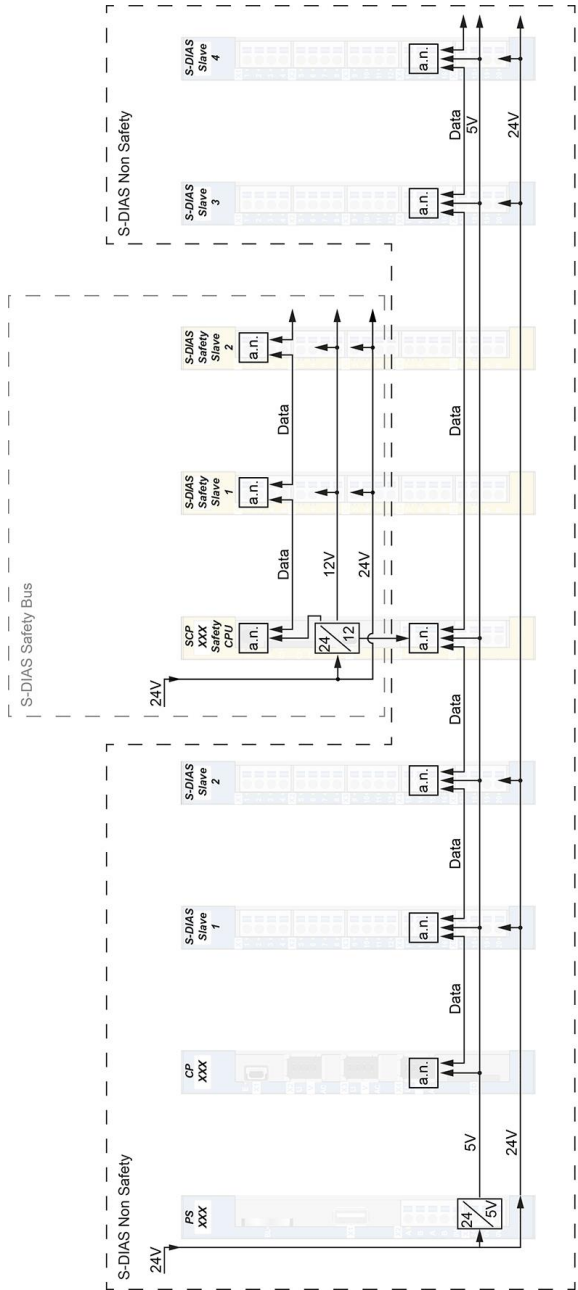 S-DIAS Safety Bus
S-DIAS Non Safety
S-DIAS Non Safety
24V
24V
PS
XXX
CP
XXX
S-DIAS
Slave
1
S-DIAS
Slave
2
SCP
XXX
Safety
CPU
S-DIAS
Safety
Slave
1
S-DIAS
Safety
Slave
2
S-DIAS
Slave
3
S-DIAS
Slave
4
a.n.
a.n.
a.n.
Data
Data
24
12
12V
24V
a.n.
a.n.
a.n.
a.n.
a.n.
a.n.
Data
Data
Data
Data
Data
24
5V
5V
5V
24V
24V